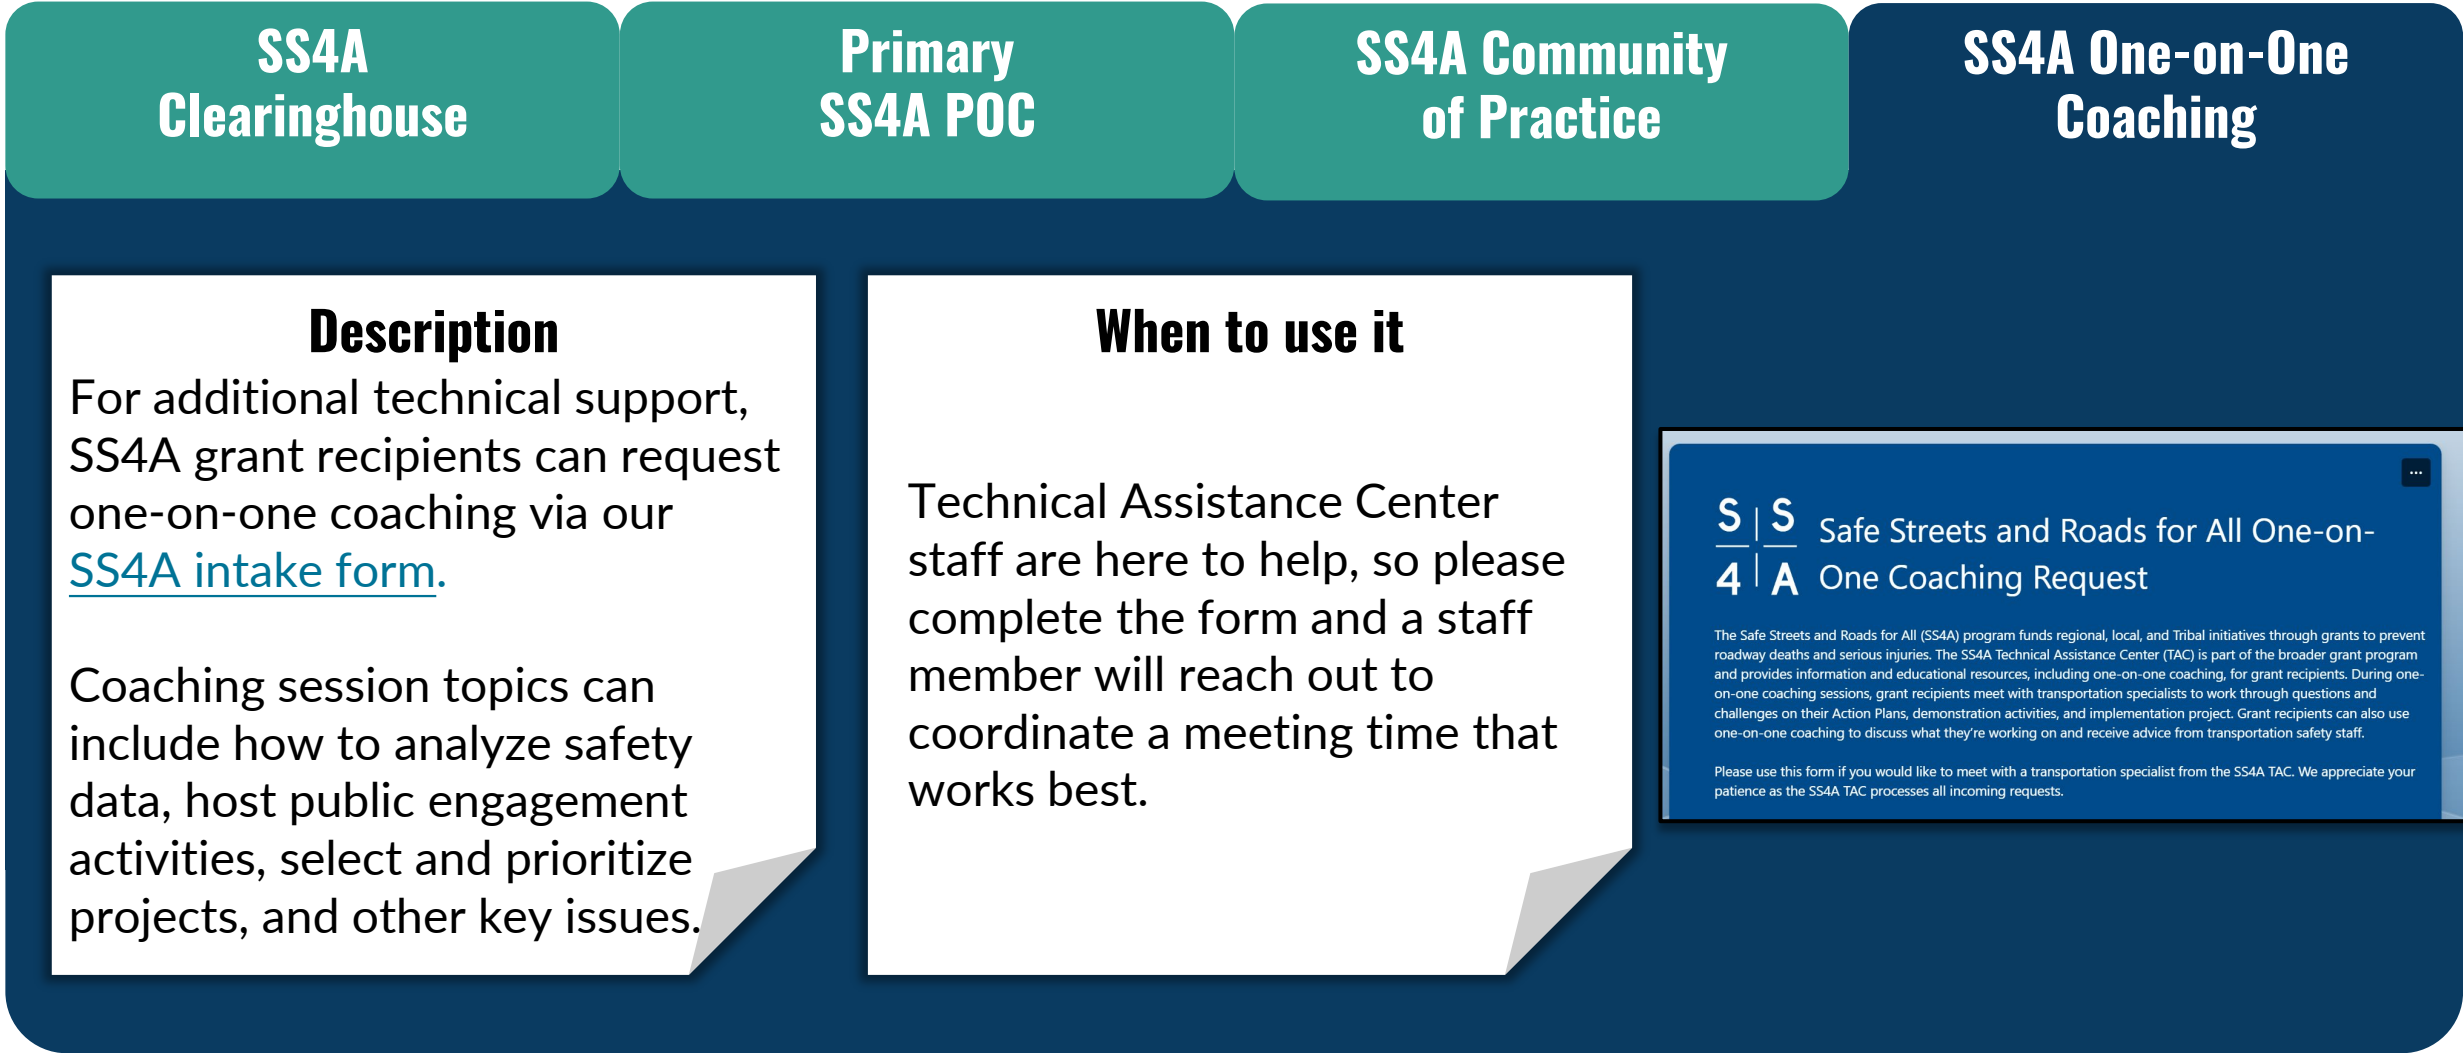 SS4A
Clearinghouse
Primary
SS4A POC
SS4A Community
of Practice
SS4A One-on-One
Coaching
Description
For additional technical support,
SS4A grant recipients can request
one-on-one coaching via our
SS4A intake form.
Coaching session topics can
include how to analyze safety
data, host public engagement
activities, select and prioritize
projects, and other key issues.
When to use it
Technical Assistance Center
staff are here to help, so please
complete the form and a staff
member will reach out to
coordinate a meeting time that
works best.
...
S S
4 A
Safe Streets and Roads for All One-on-
One Coaching Request
The Safe Streets and Roads for All (SS4A) program funds regional, local, and Tribal initiatives through grants to prevent
roadway deaths and serious injuries. The SS4A Technical Assistance Center (TAC) is part of the broader grant program
and provides information and educational resources, including one-on-one coaching, for grant recipients. During one-
on-one coaching sessions, grant recipients meet with transportation specialists to work through questions and
challenges on their Action Plans, demonstration activities, and implementation project. Grant recipients can also use
one-on-one coaching to discuss what they're working on and receive advice from transportation safety staff.
Please use this form if you would like to meet with a transportation specialist from the SS4A TAC. We appreciate your
patience as the SS4A TAC processes all incoming requests.